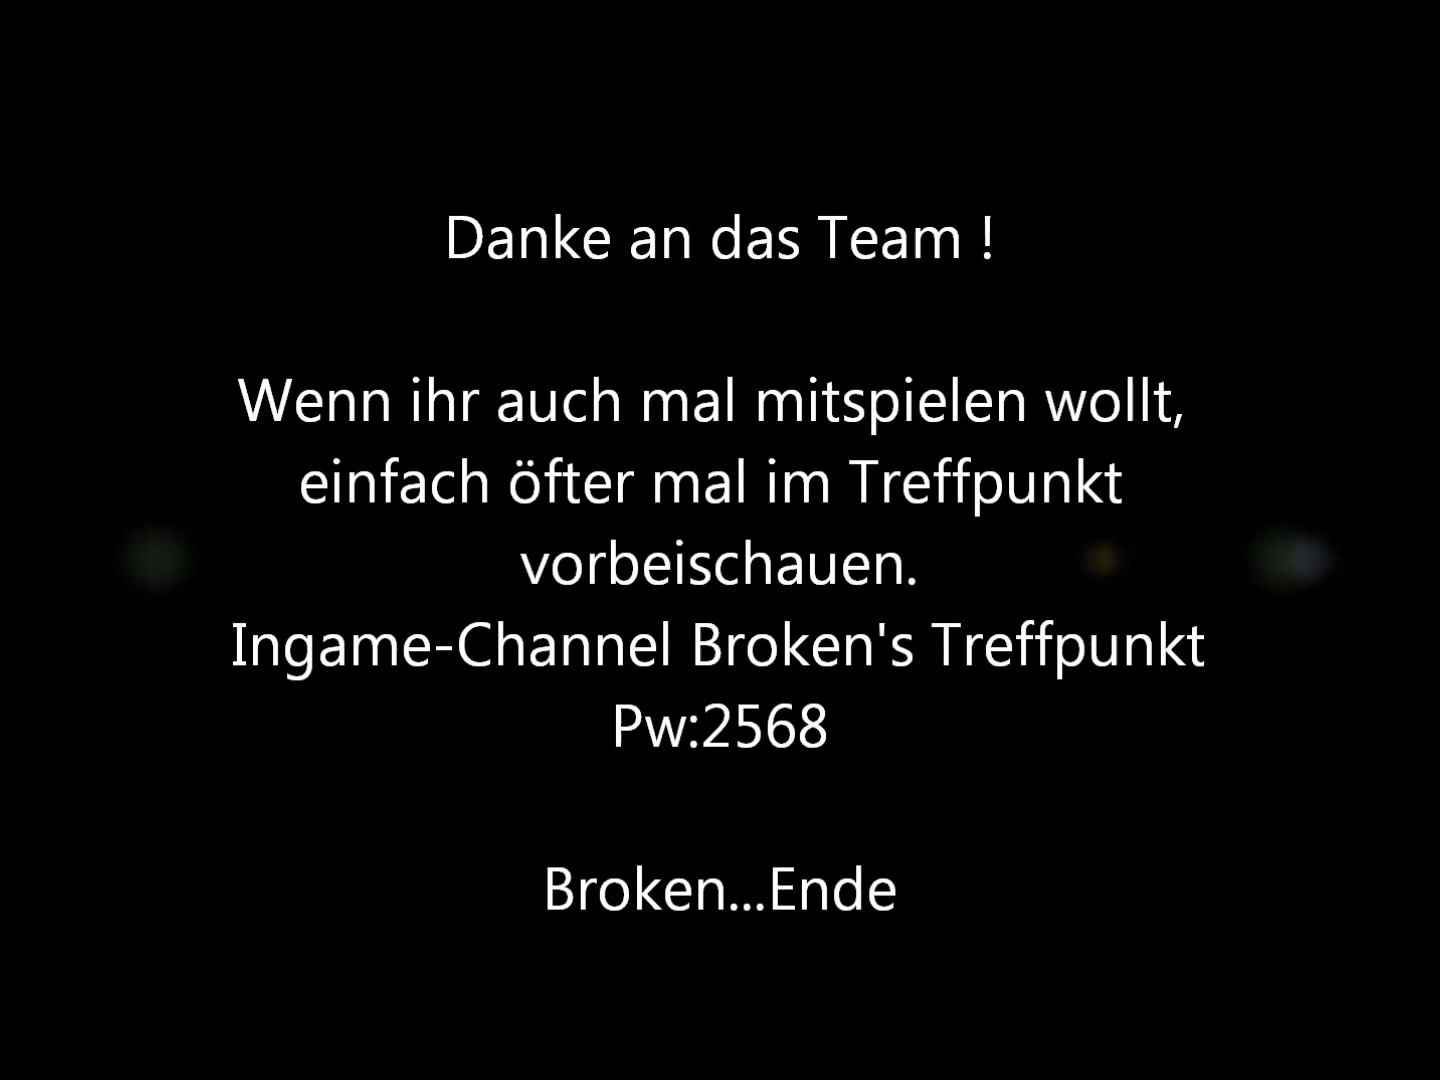 Danke an das Team !
Wenn ihr auch mal mitspielen wollt,
einfach öfter mal im Treffpunkt
vorbeischauen.
Ingame-Channel Broken's Treffpunkt
Pw:2568
Broken...Ende